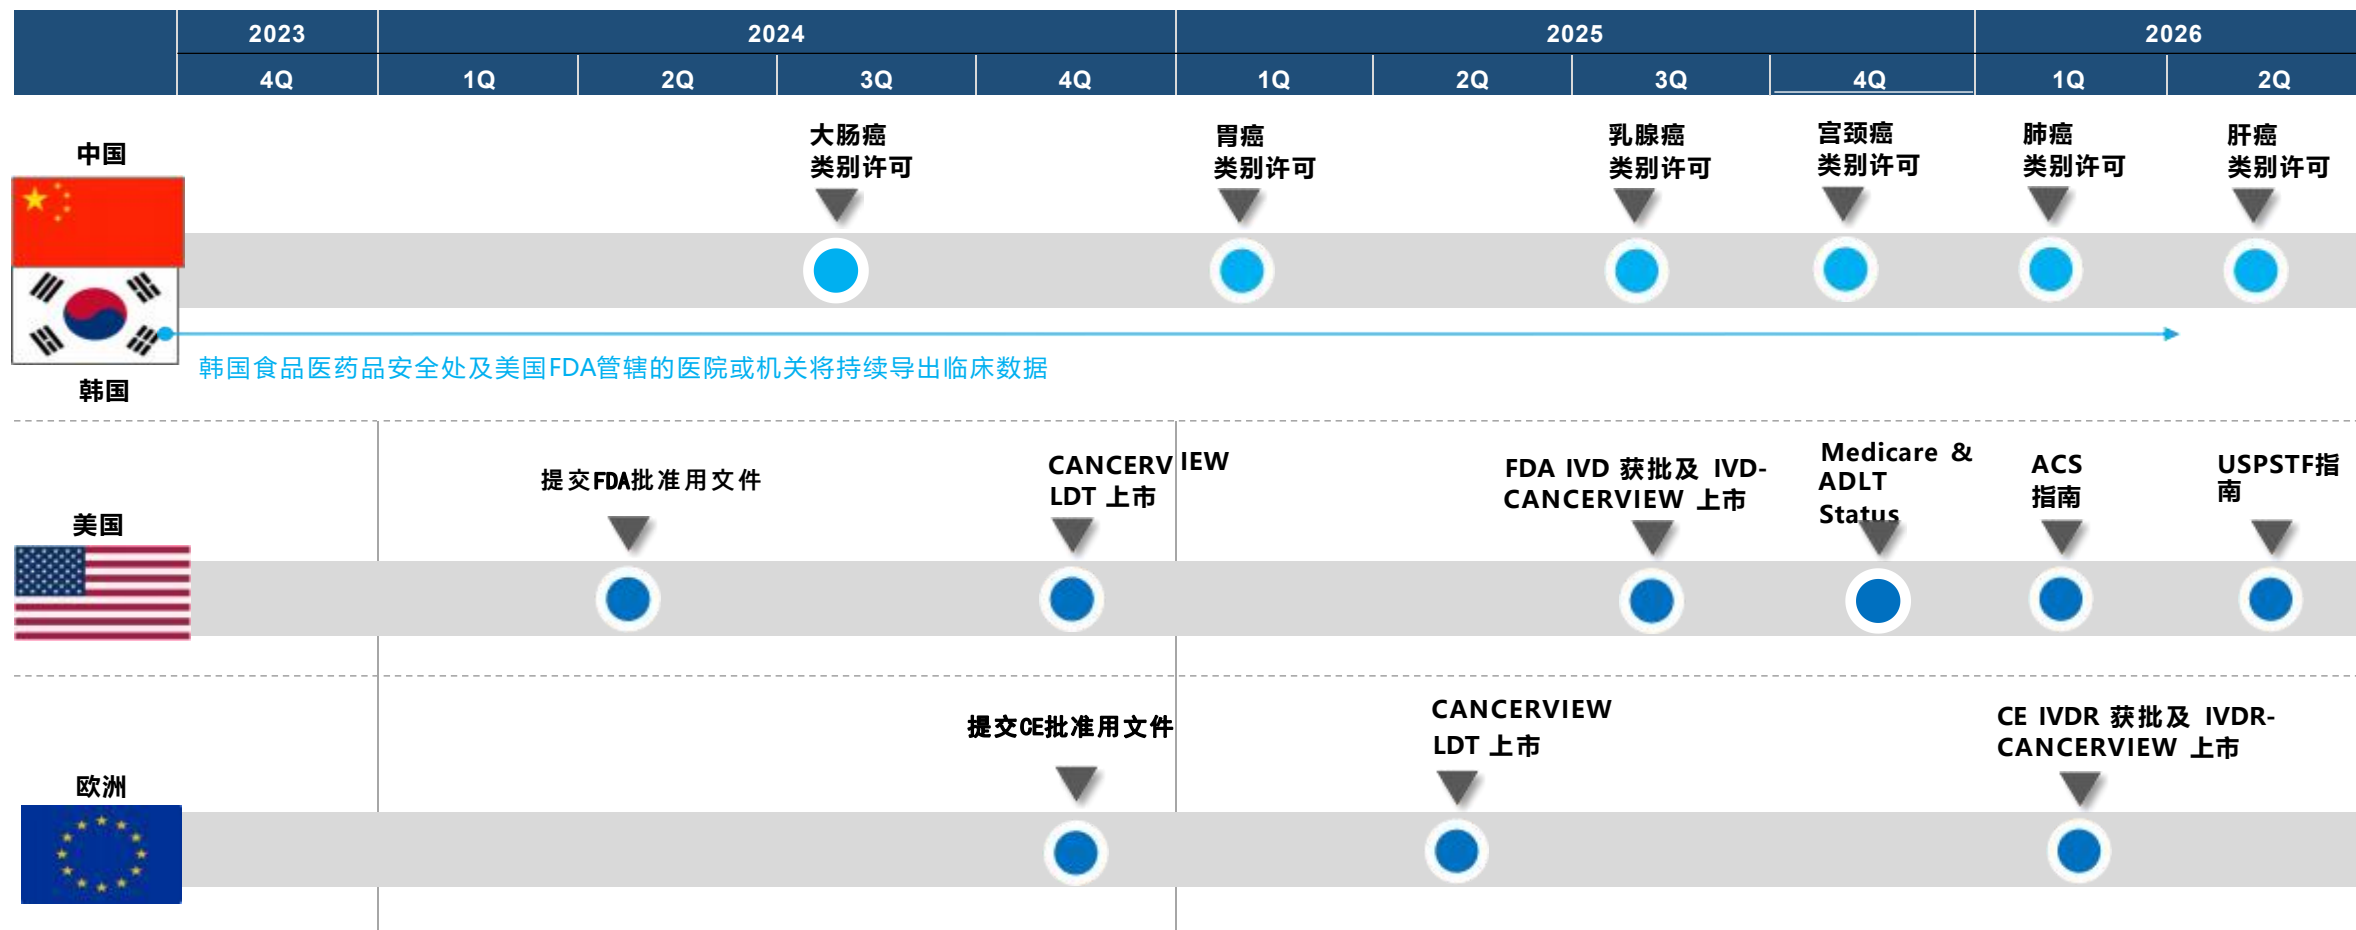 2023 2024 2025 2026
4Q 1Q 2Q 3Q 4Q 1Q 2Q 3Q 4Q 1Q 2Q
中国
大肠癌
类别许可
胃癌
类别许可
乳腺癌
类别许可
宫颈癌
类别许可
肺癌
类别许可
肝癌
类别许可
韩国食品医药品安全处及美国FDA管辖的医院或机关将持续导出临床数据
韩国
美国
提交FDA批准用文件
CANCERVIEW
LDT 上市
FDA IVD 获批及 IVD-
CANCERVIEW 上市
Medicare &
ADLT
Status
ACS
指南
USPSTF指
南
欧洲
提交CE批准用文件
CANCERVIEW
LDT 上市
CE IVDR 获批及 IVDR-
CANCERVIEW 上市